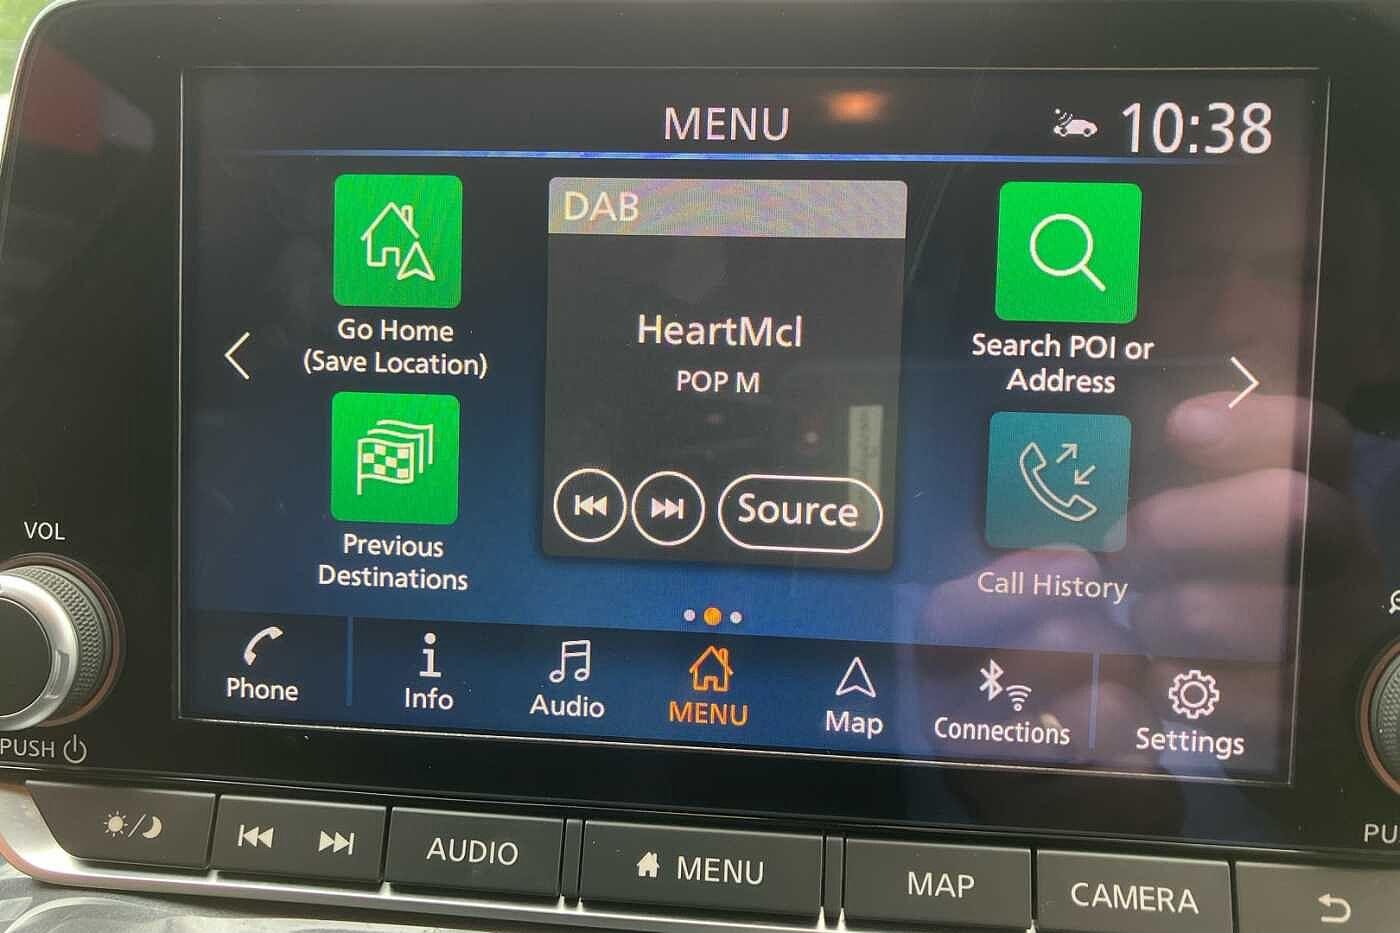 MENU
10:38
DAB
Go Home
(Save Location)
HeartMcl
POP M
Search POI or
Address
Source
Previous
Destinations
Call History
VOL
Phone
Info
Audio
MENU
Map
Connections
Settings
PUSH
AUDIO
MENU
MAP
CAMERA